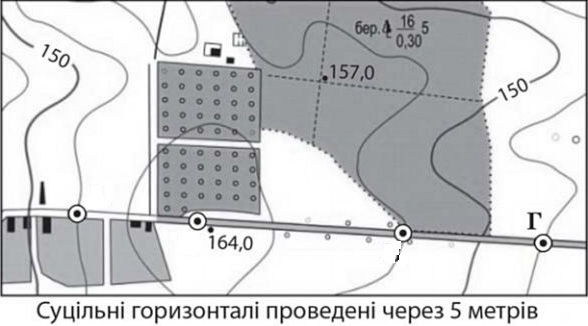 бер. 16 5
0,30
150
157,0
150
Г
164,0
Суцільні горизонталі проведені через 5 метрів